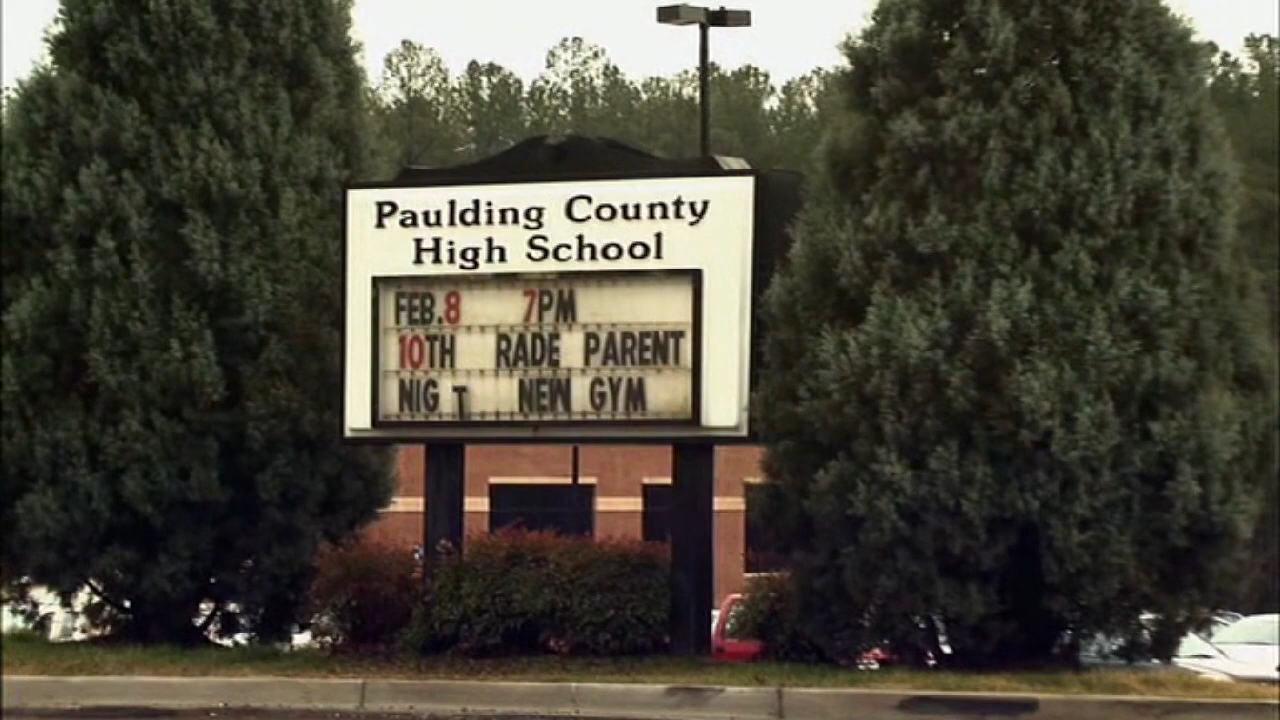 Paulding County
High School
FEB.8 7PM
10TH RADE PARENT
NIG T NEW GYM